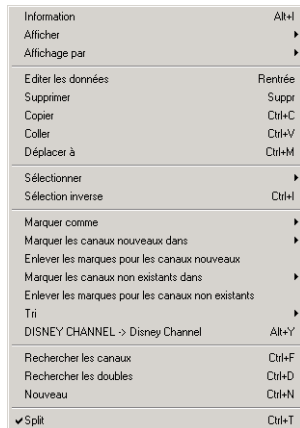 Information Alt+I
Afficher
Affichage par
Editer les données Rentrée
Supprimer Suppr
Copier Ctrl+C
Coller Ctrl+V
Déplacer à Ctrl+M
Sélectionner
Sélection inverse Ctrl+I
Marquer comme
Marquer les canaux nouveaux dans
Enlever les marques pour les canaux nouveaux
Marquer les canaux non existants dans
Enlever les marques pour les canaux non existants
Tri
DISNEY CHANNEL -> Disney Channel Alt+Y
Rechercher les canaux Ctrl+F
Rechercher les doubles Ctrl+D
Nouveau Ctrl+N
Split Ctrl+T